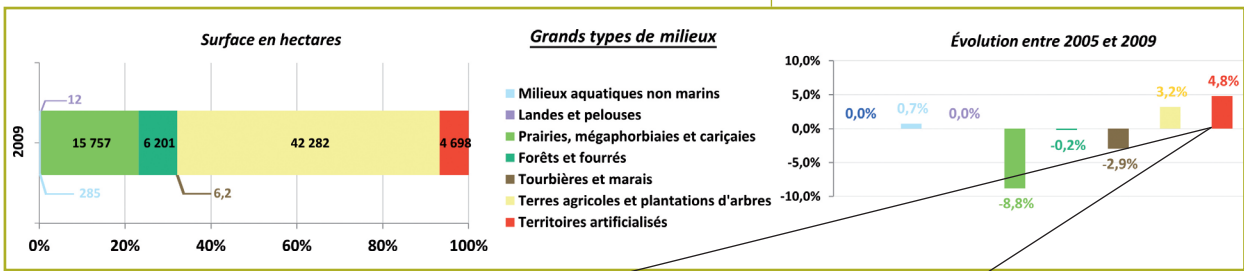 Surface en hectares
2009
12
15 757
6 201
42 282
4 698
285
6,2
0%
20%
40%
60%
80%
100%
Grands types de milieux
Milieux aquatiques non marins
Landes et pelouses
Prairies, mégaphorbiaies et cariçaies
Forêts et fourrés
Tourbières et marais
Terres agricoles et plantations d'arbres
Territoires artificialisés
Évolution entre 2005 et 2009
10,0%
5,0%
0,0%
-5,0%
-10,0%
0,0%
0,7%
0,0%
-8,8%
-0,2%
-2,9%
3,2%
4,8%